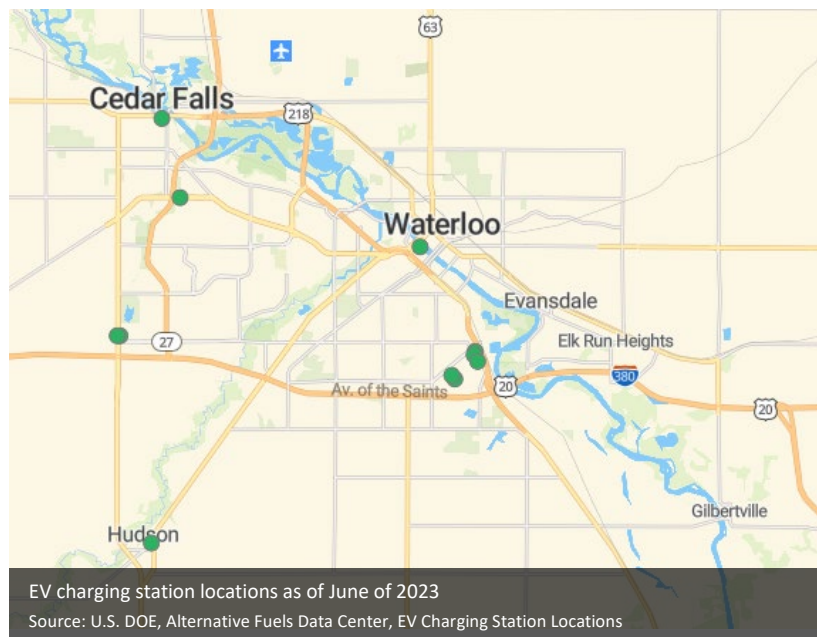 63
Cedar Falls
218
Waterloo
Evansdale
Elk Run Heights
27
380
20
Av. of the Saints
20
Gilbertville
Hudson
EV charging station locations as of June of 2023
Source: U.S. DOE, Alternative Fuels Data Center, EV Charging Station Locations